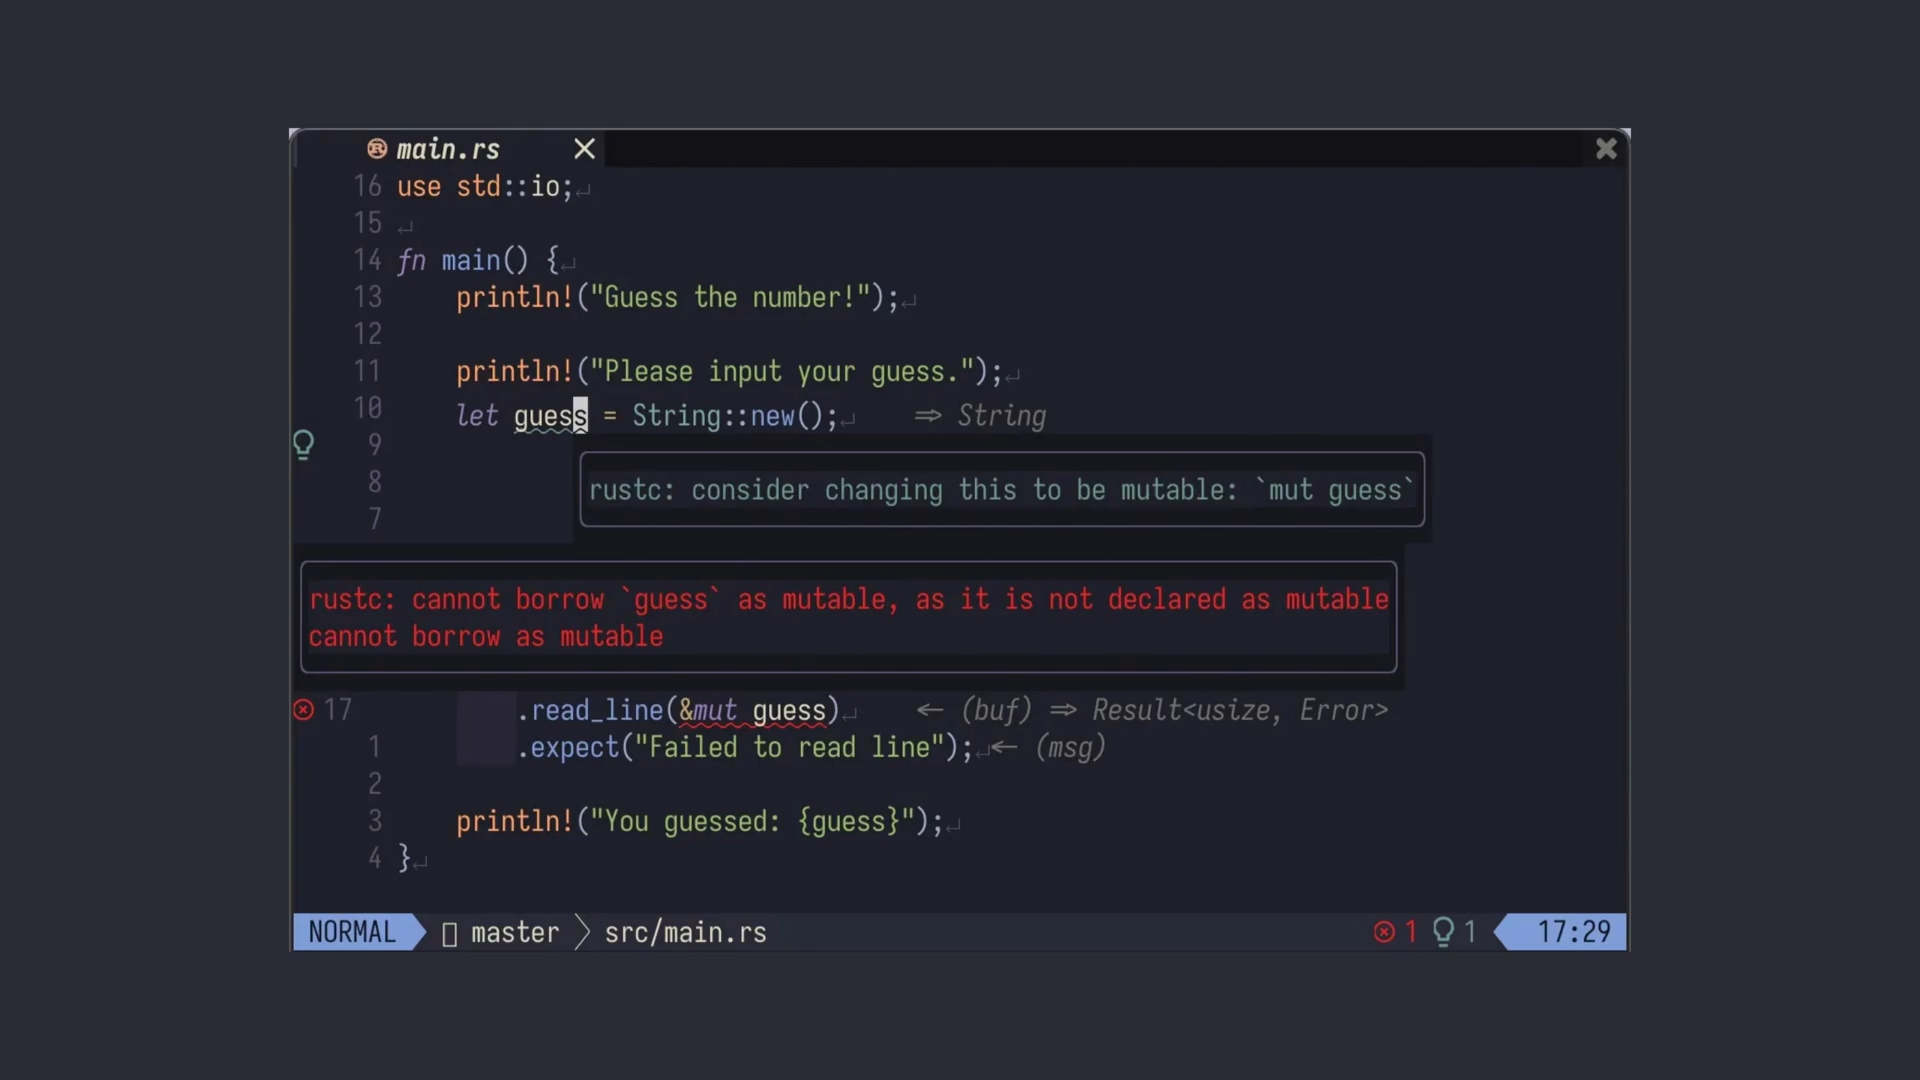 main.rs
16 use std::io;
15
14 fn main() {
13 println!("Guess the number!");
12
11 println!("Please input your guess.");
10 let guess = String::new(); ⇒ String
9
8
rustc: consider changing this to be mutable: `mut guess`
7
rustc: cannot borrow `guess` as mutable, as it is not declared as mutable
cannot borrow as mutable
17 .read_line(&mut guess) ← (buf) ⇒ Result<usize, Error>
1 .expect("Failed to read line"); ← (msg)
2
3 println!("You guessed: {guess}");
4 }
NORMAL master src/main.rs 1 1 17:29